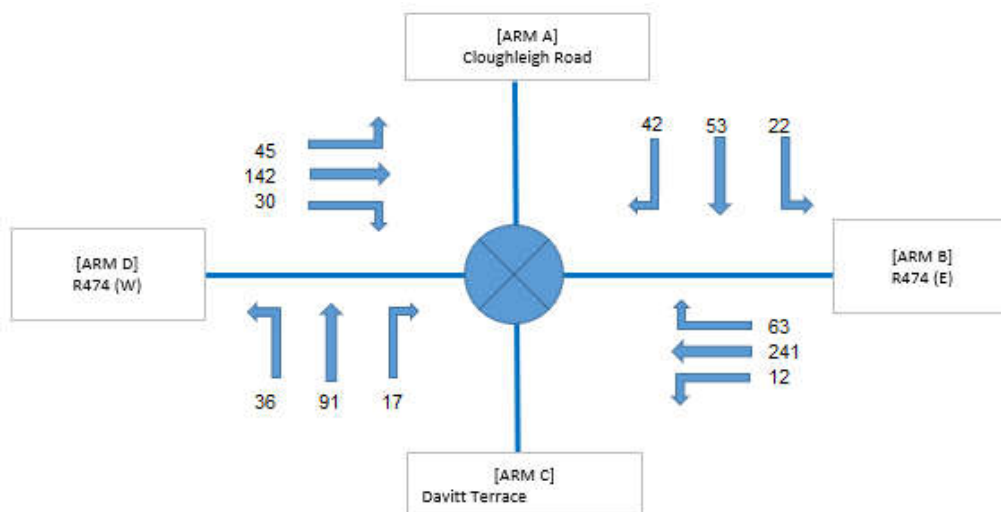 [ARM A]
Cloughleigh Road
42 53 22
45
142
30
[ARM D]
R474 (W)
[ARM B]
R474 (E)
63
241
12
36 91 17
[ARM C]
Davitt Terrace